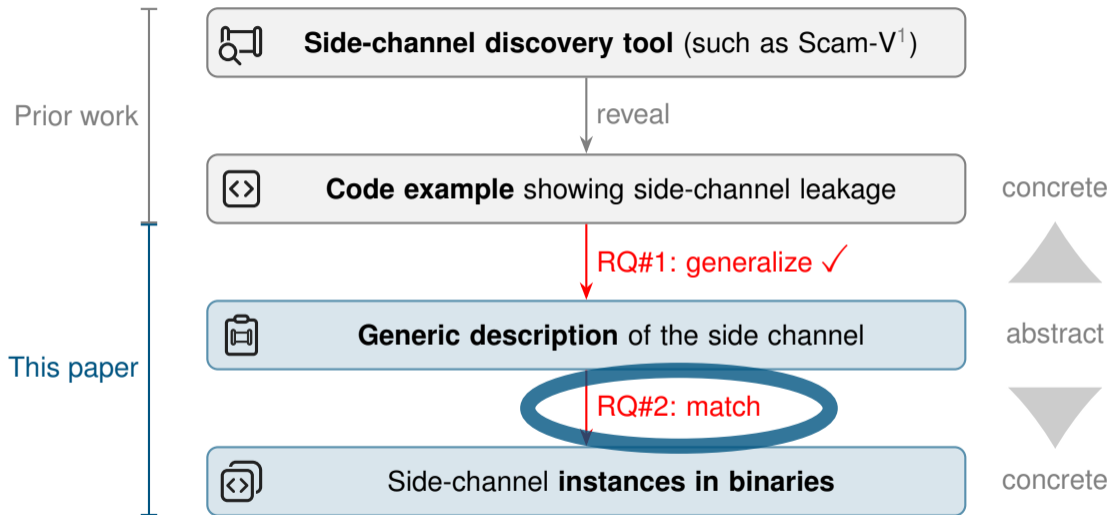 Side-channel discovery tool (such as Scam-V¹)
Prior work
reveal
Code example showing side-channel leakage
concrete
RQ#1: generalize ✓
Generic description of the side channel
abstract
This paper
RQ#2: match
Side-channel instances in binaries
concrete